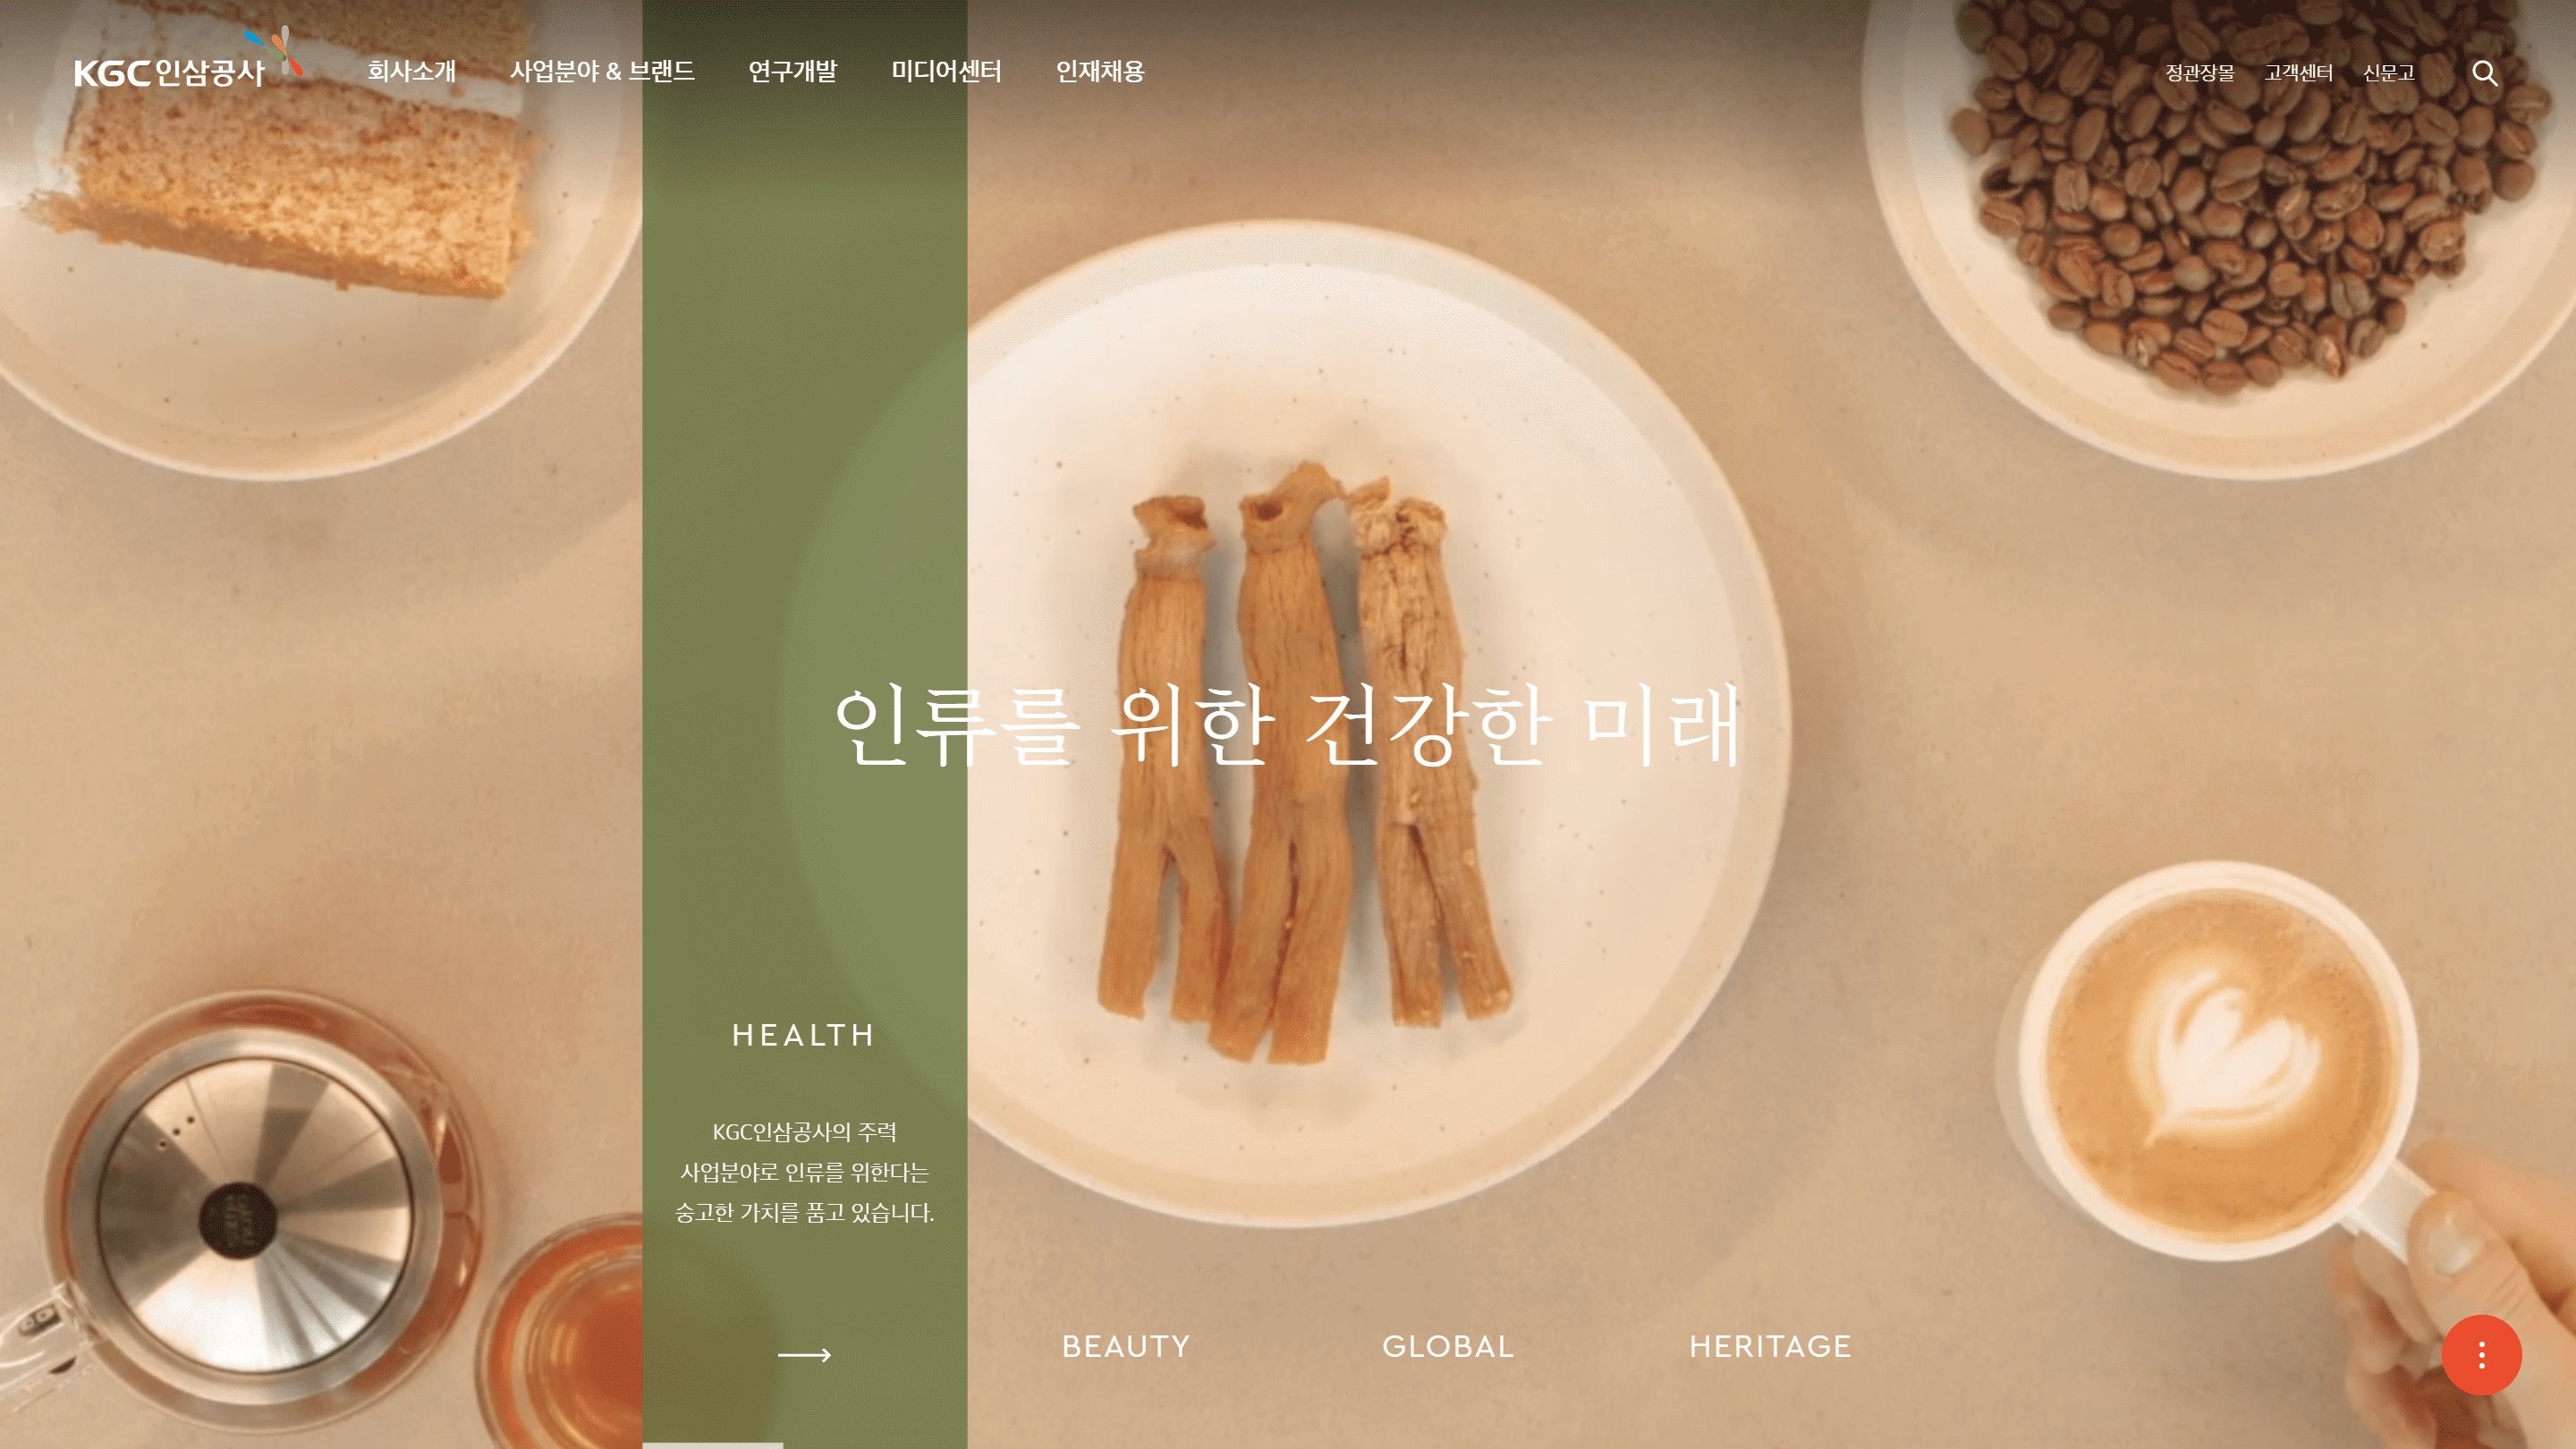 KGC인삼공사
회사소개
사업분야 & 브랜드
연구개발
미디어센터
인재채용
정관장몰
고객센터
신문고
인류를 위한 건강한 미래
HEALTH
KGC인삼공사의 주력
사업분야로 인류를 위한다는
숭고한 가치를 품고 있습니다.
BEAUTY
GLOBAL
HERITAGE